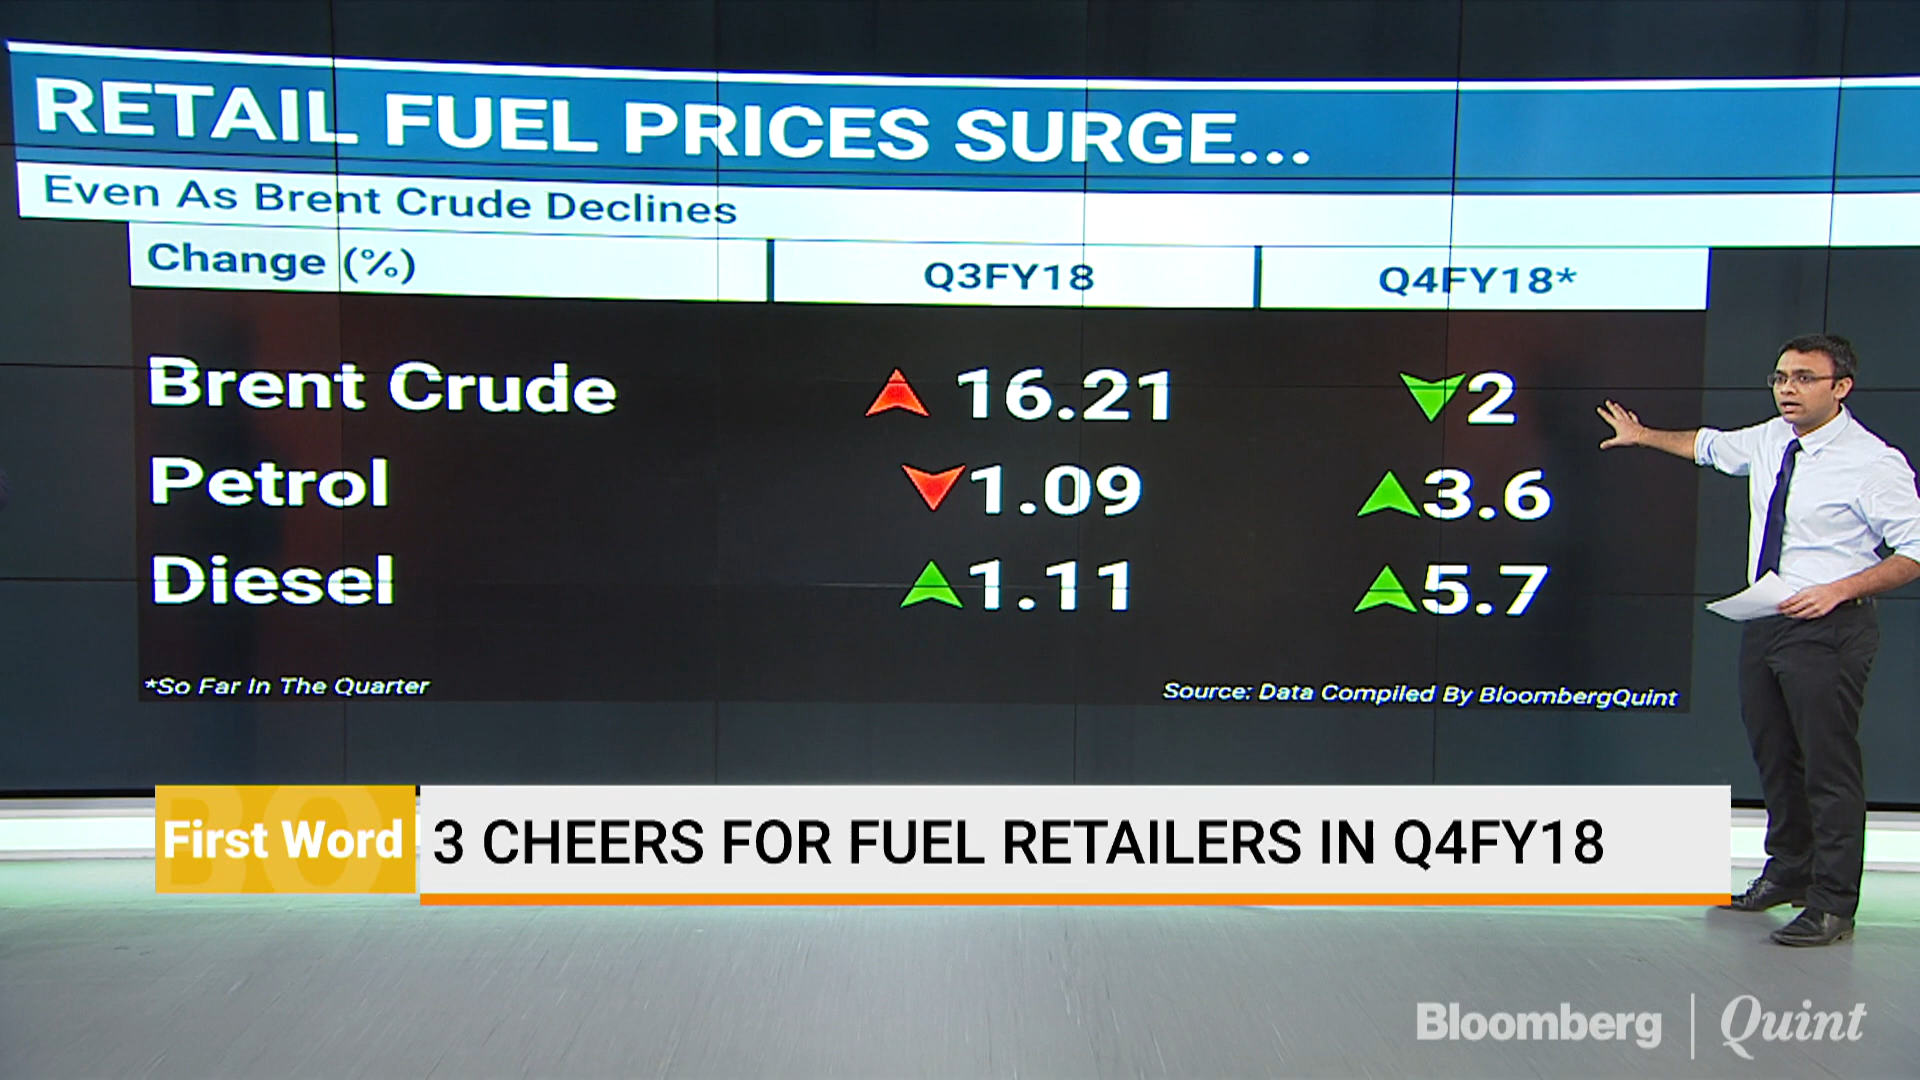 RETAIL FUEL PRICES SURGE...
Even As Brent Crude Declines
Change (%) Q3FY18 Q4FY18*
Brent Crude 16.21 2
Petrol 1.09 3.6
Diesel 1.11 5.7
*So Far In The Quarter Source: Data Compiled By BloombergQuint
First Word 3 CHEERS FOR FUEL RETAILERS IN Q4FY18
Bloomberg | Quint